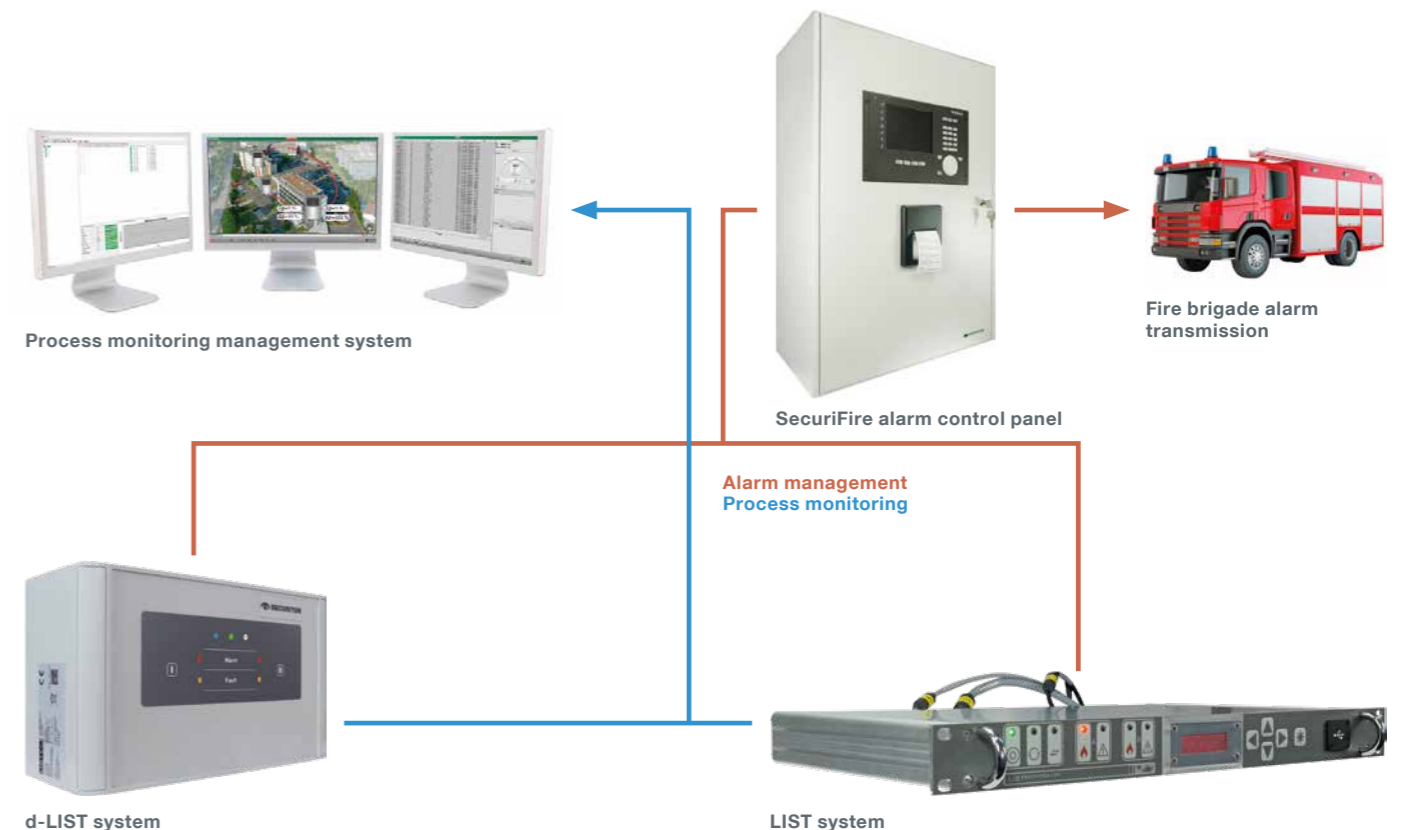 Process monitoring management system
Fire brigade alarm
transmission
SecuriFire alarm control panel
Alarm management
Process monitoring
SECURITON
Alarm
Fault
d-LIST system
LIST system